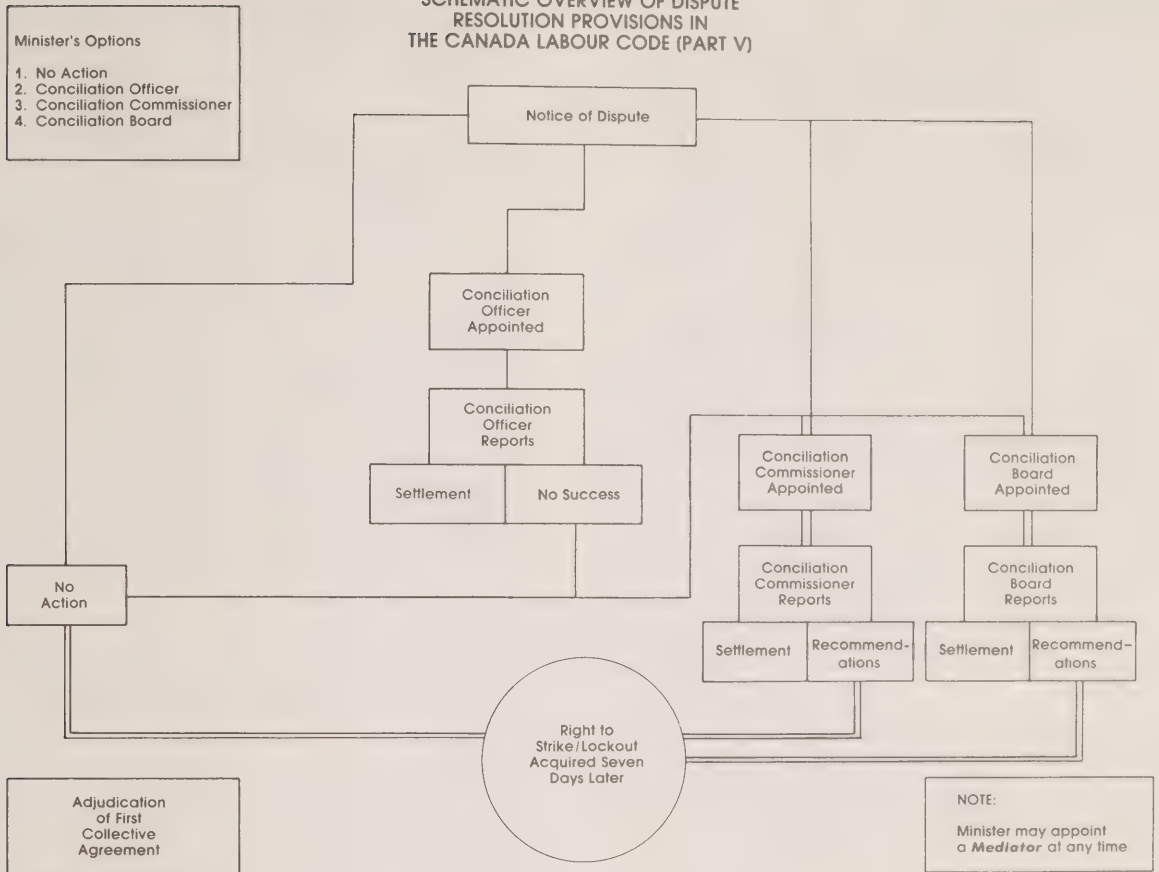 SCHEMATIC OVERVIEW OF DISPUTE
RESOLUTION PROVISIONS IN
THE CANADA LABOUR CODE (PART V)
Minister's Options
1. No Action
2. Conciliation Officer
3. Conciliation Commissioner
4. Conciliation Board
Notice of Dispute
Conciliation
Officer
Appointed
Conciliation
Officer
Reports
Settlement
No Success
Conciliation
Commissioner
Appointed
Conciliation
Board
Appointed
No
Action
Conciliation
Commissioner
Reports
Conciliation
Board
Reports
Settlement
Recommend-
ations
Settlement
Recommend-
ations
Right to
Strike/Lockout
Acquired Seven
Days Later
Adjudication
of First
Collective
Agreement
NOTE:
Minister may appoint
a Mediator at any time